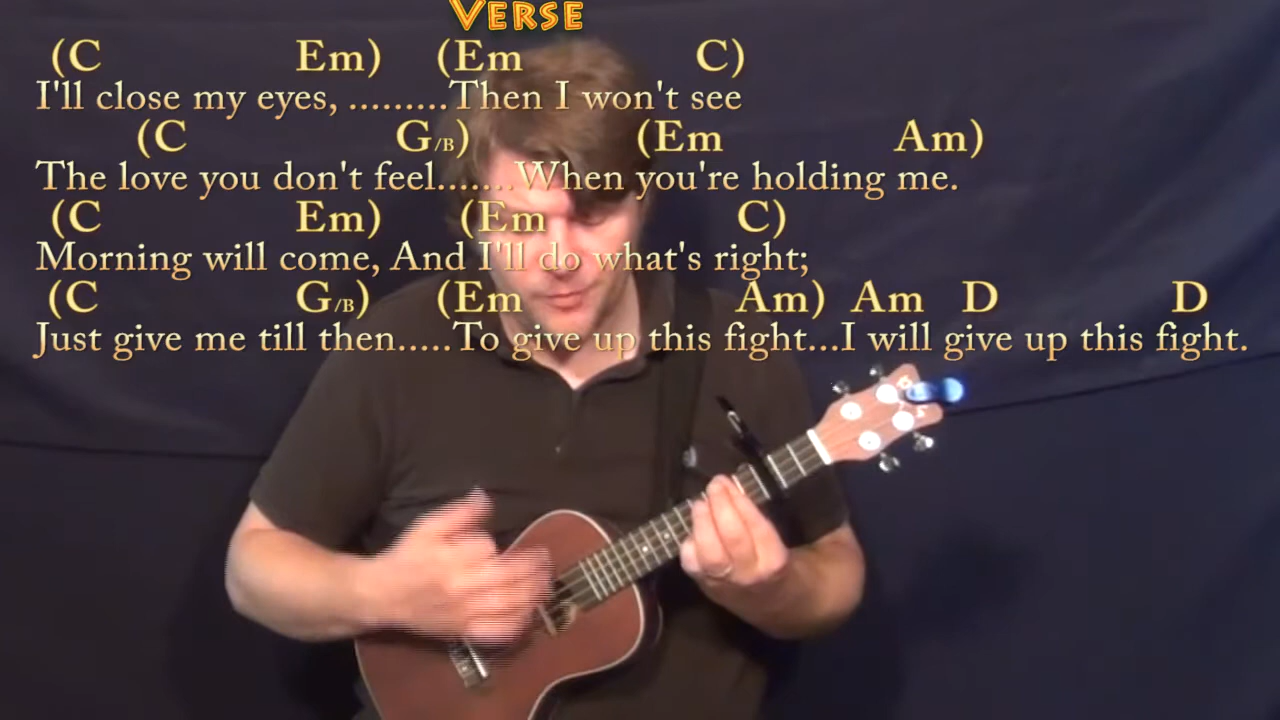 VERSE
(C Em) (Em C)
I'll close my eyes, .........Then I won't see
(C G/B) (Em Am)
The love you don't feel.......When you're holding me.
(C Em) (Em C)
Morning will come, And I'll do what's right;
(C G/B) (Em Am) Am D D
Just give me till then.....To give up this fight...I will give up this fight.